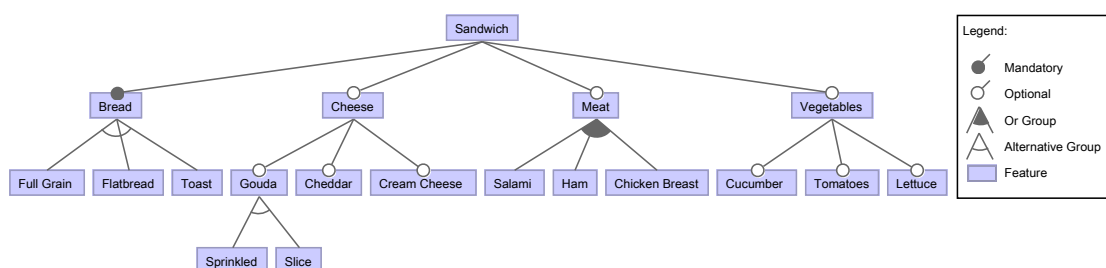 Sandwich
Legend:
Mandatory
Optional
Or Group
Alternative Group
Feature
Bread
Cheese
Meat
Vegetables
Full Grain
Flatbread
Toast
Gouda
Cheddar
Cream Cheese
Salami
Ham
Chicken Breast
Cucumber
Tomatoes
Lettuce
Sprinkled
Slice